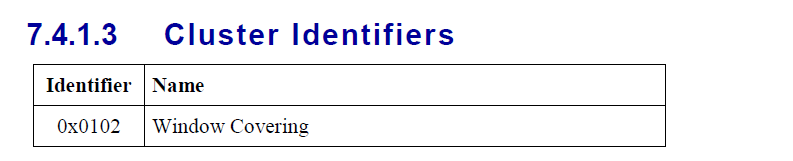 7.4.1.3 Cluster Identifiers
Identifier Name
0x0102 Window Covering